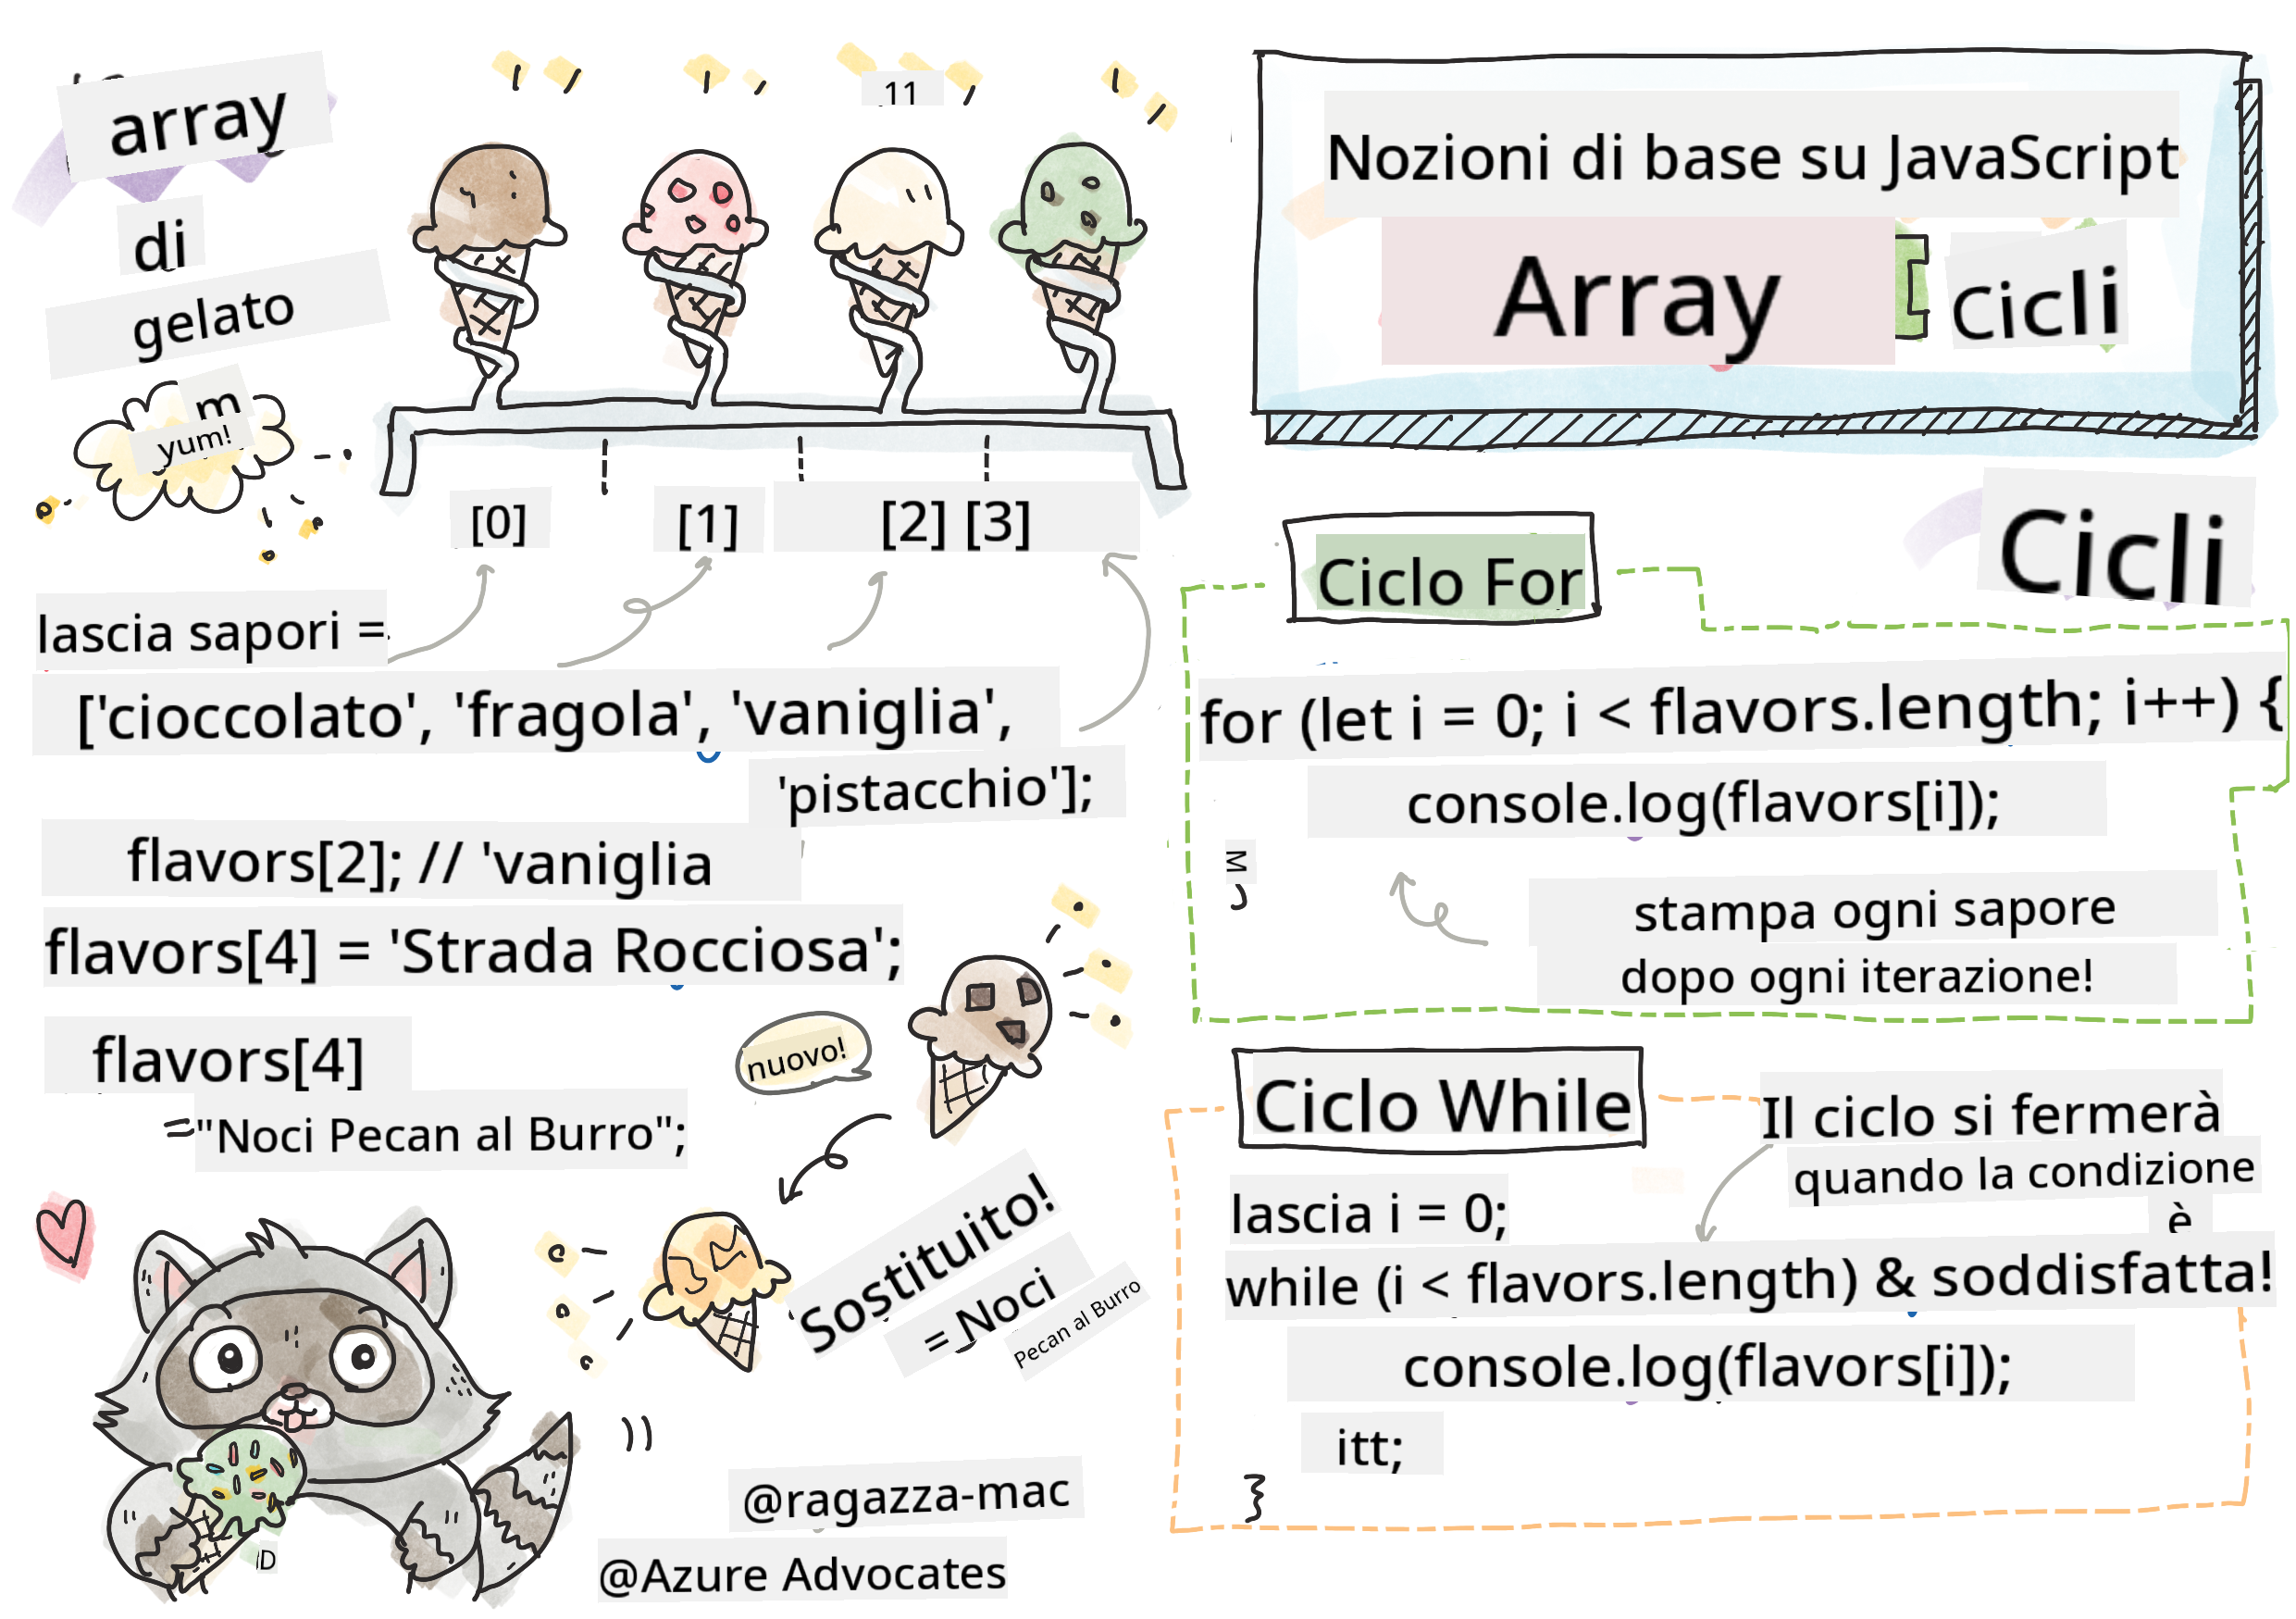 array
di
gelato
m
yum!
11
[0]
[1]
[2] [3]
lascia sapori =
['cioccolato', 'fragola', 'vaniglia',
'pistacchio'];
flavors[2]; // 'vaniglia
flavors[4] = 'Strada Rocciosa';
nuovo!
flavors[4]
="Noci Pecan al Burro";
Sostituito!
= Noci
Pecan al Burro
D
@ragazza-mac
@Azure Advocates
Nozioni di base su JavaScript
Array
Cicli
Cicli
Ciclo For
for (let i = 0; i < flavors.length; i++) {
console.log(flavors[i]);
M
stampa ogni sapore
dopo ogni iterazione!
Ciclo While
Il ciclo si fermerà
quando la condizione
è
lascia i = 0;
while (i < flavors.length) & soddisfatta!
console.log(flavors[i]);
itt;
}